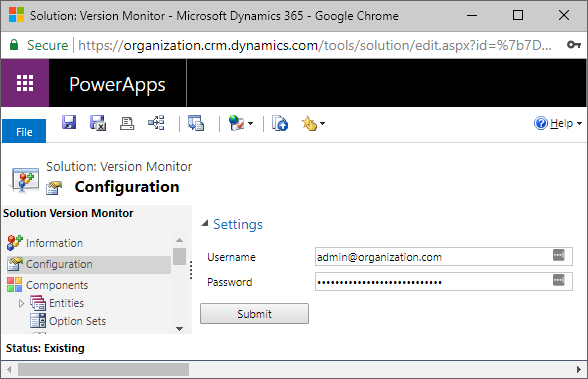 Solution: Version Monitor - Microsoft Dynamics 365 - Google Chrome
Secure https://organization.crm.dynamics.com/tools/solution/edit.aspx?id=%7b7D...
PowerApps
File
Help
Solution: Version Monitor
Configuration
Solution Version Monitor
Information
Configuration
Components
Entities
Option Sets
Settings
Username admin@organization.com
Password ••••••••••••••••••••••••••••
Submit
Status: Existing